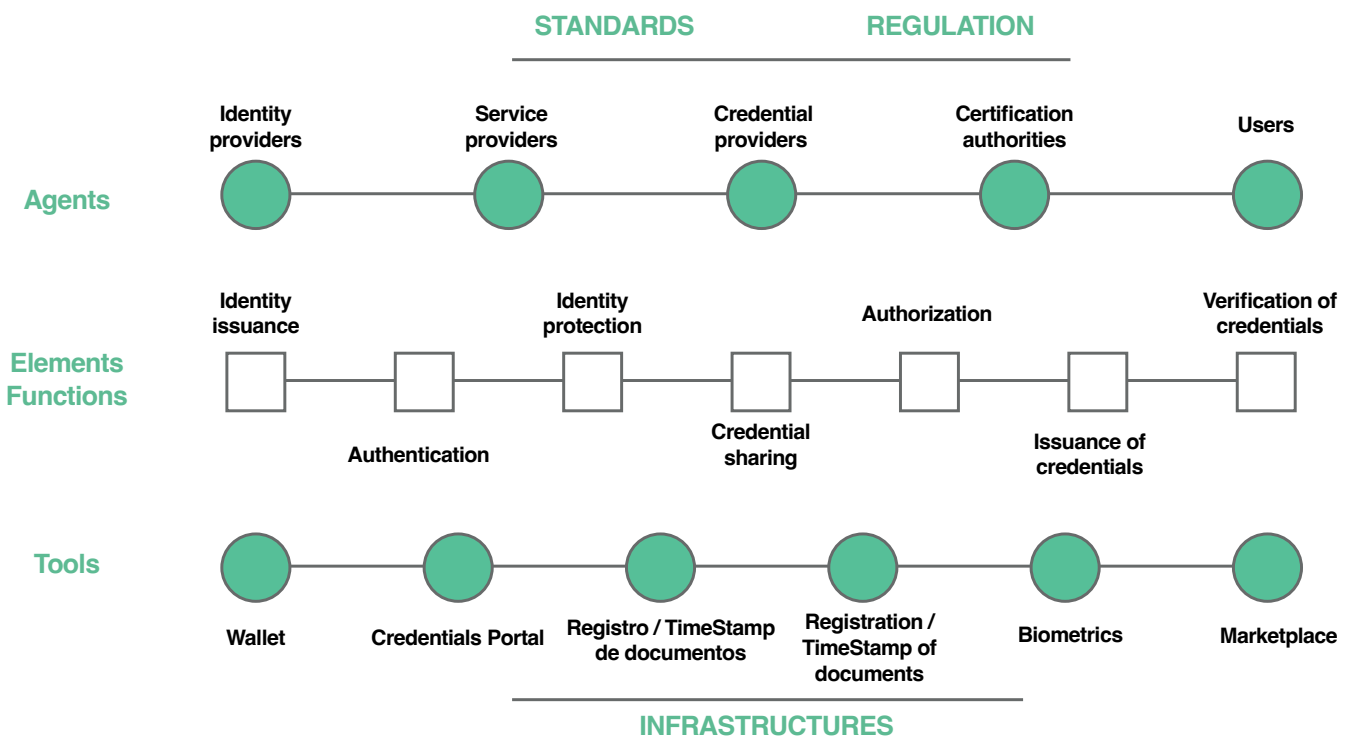 STANDARDS REGULATION
Identity
providers
Service
providers
Credential
providers
Certification
authorities
Users
Agents
Identity
issuance
Identity
protection
Authorization
Verification of
credentials
Elements
Functions
Authentication
Credential
sharing
Issuance of
credentials
Tools
Wallet
Credentials Portal
Registro / TimeStamp
de documentos
Registration /
TimeStamp of
documents
Biometrics
Marketplace
INFRASTRUCTURES